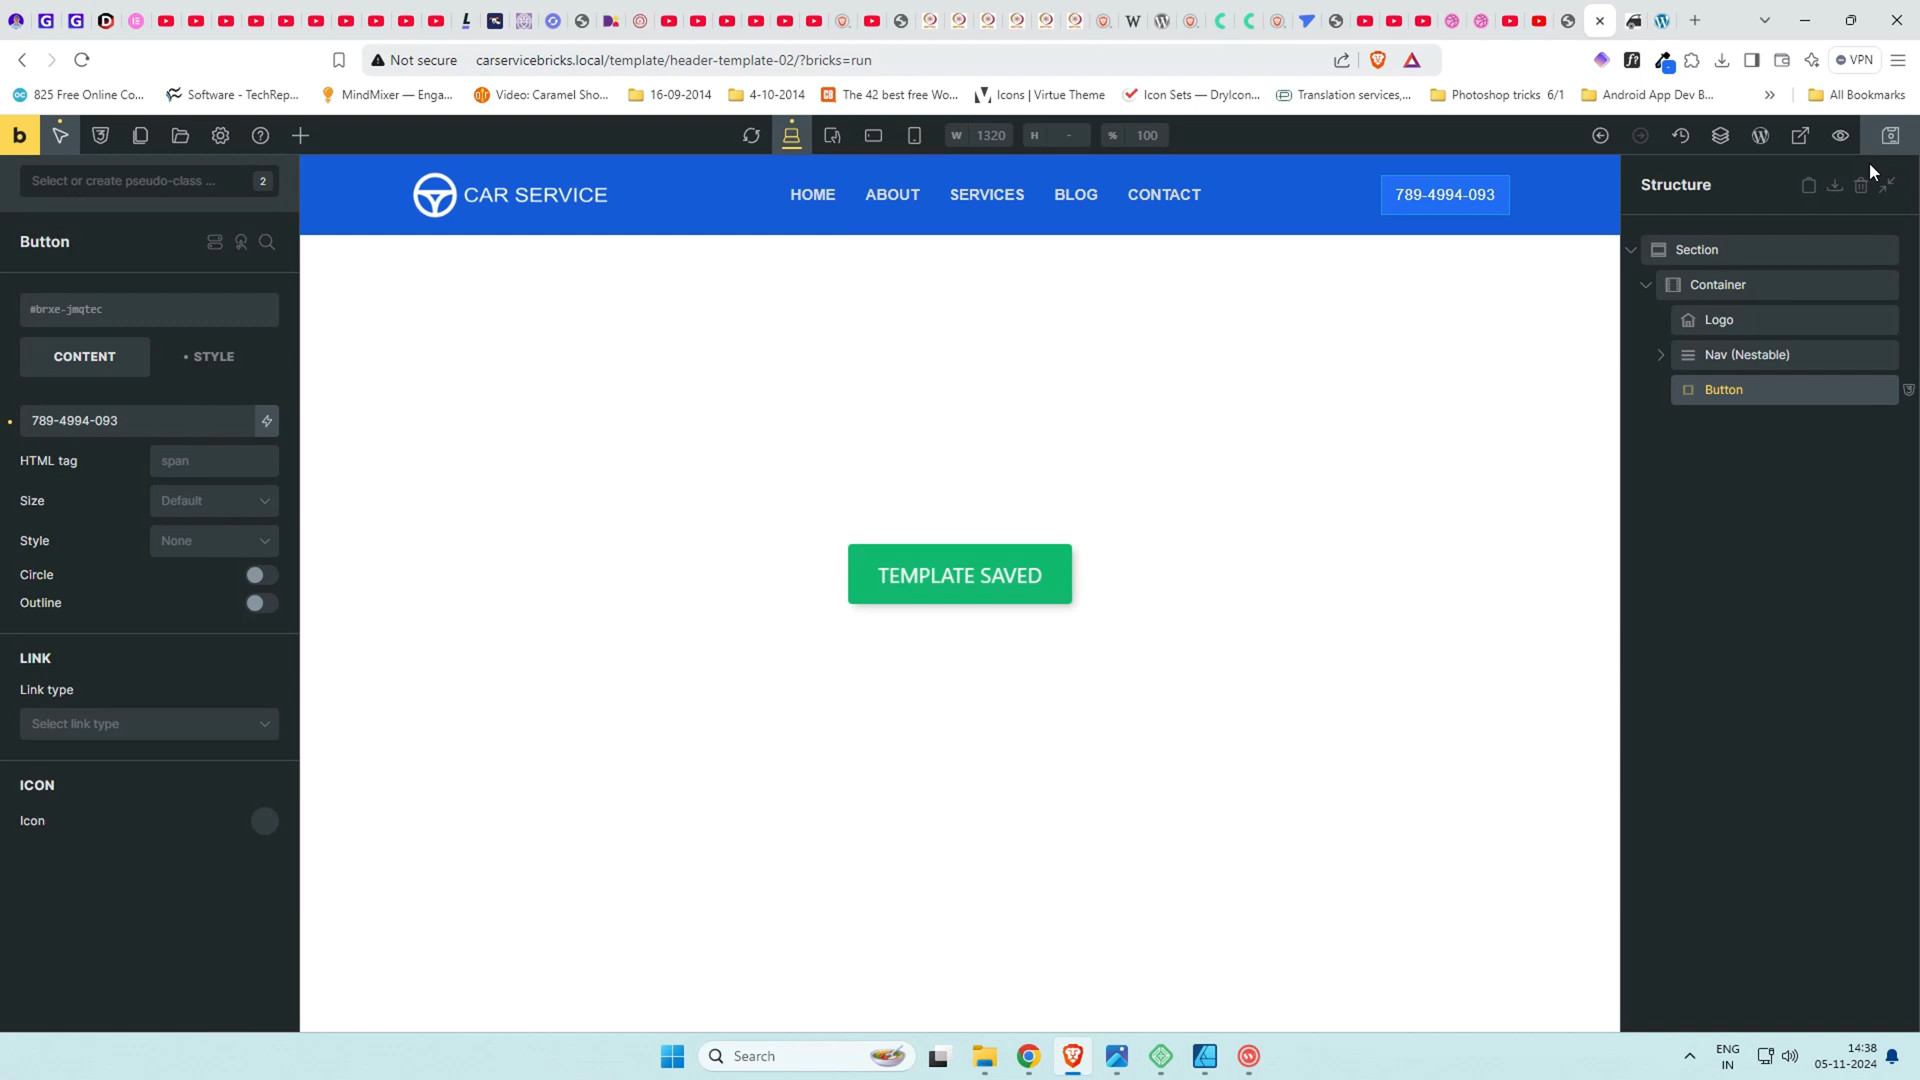 Not secure carservicebricks.local/template/header-template-02/?bricks=run
VPN
825 Free Online Co...
Software - TechRep...
MindMixer — Enga...
Video: Caramel Sho...
16-09-2014
4-10-2014
The 42 best free Wo...
Icons | Virtue Theme
Icon Sets — DryIcon...
Translation services,...
Photoshop tricks 6/1
Android App Dev B...
All Bookmarks
b
W 1320
H -
% 100
Select or create pseudo-class ... 2
CAR SERVICE
HOME
ABOUT
SERVICES
BLOG
CONTACT
789-4994-093
Structure
Button
#brxe-jmqtec
CONTENT
• STYLE
789-4994-093
HTML tag span
Size Default
Style None
Circle
Outline
LINK
Link type
Select link type
ICON
Icon
TEMPLATE SAVED
Section
Container
Logo
Nav (Nestable)
Button
Search
ENG
IN
14:38
05-11-2024